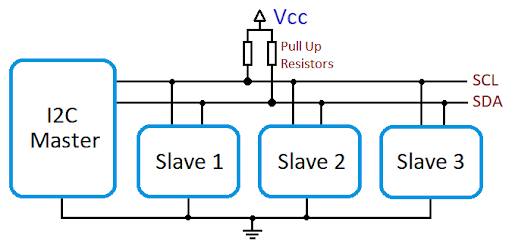 Vcc
Pull Up
Resistors
SCL
SDA
I2C
Master
Slave 1
Slave 2
Slave 3